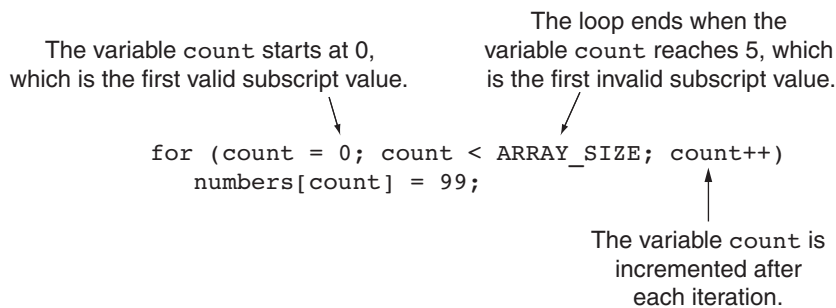 The variable count starts at 0,
which is the first valid subscript value.
The loop ends when the
variable count reaches 5, which
is the first invalid subscript value.
for (count = 0; count < ARRAY_SIZE; count++)
numbers[count] = 99;
The variable count is
incremented after
each iteration.